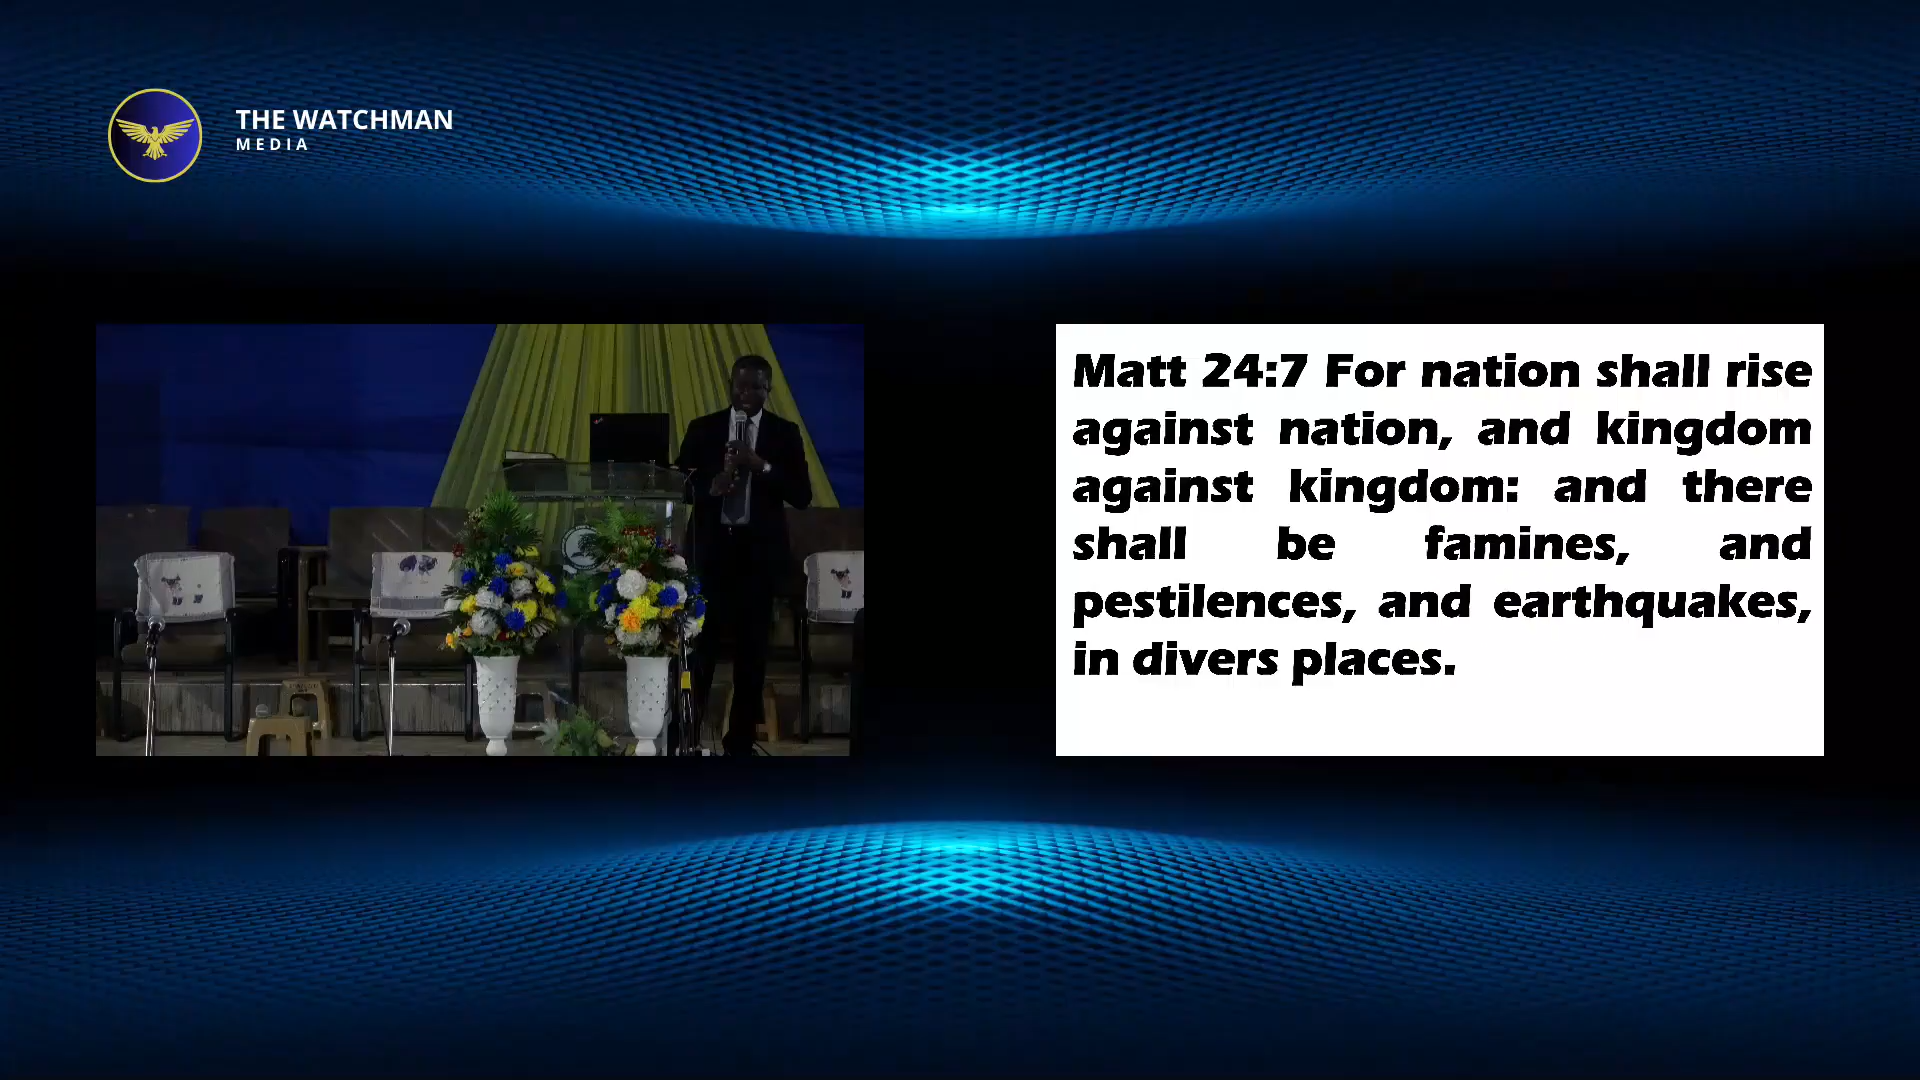 THE WATCHMAN
MEDIA
Matt 24:7 For nation shall rise
against nation, and kingdom
against kingdom: and there
shall be famines, and
pestilences, and earthquakes,
in divers places.